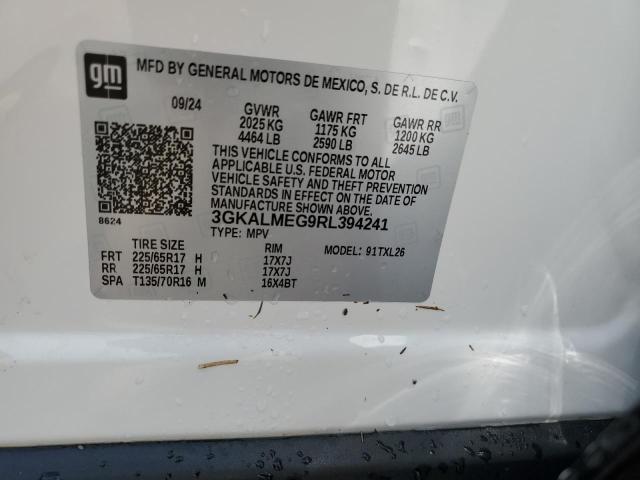 gm
MFD BY GENERAL MOTORS DE MEXICO, S. DE R.L. DE C.V.
09/24 GVWR GAWR FRT GAWR RR
2025 KG 1175 KG 1200 KG
4464 LB 2590 LB 2645 LB
THIS VEHICLE CONFORMS TO ALL
APPLICABLE U.S. FEDERAL MOTOR
VEHICLE SAFETY AND THEFT PREVENTION
STANDARDS IN EFFECT ON THE DATE OF
MANUFACTURE SHOWN ABOVE.
8624 3GKALMEG9RL394241
TYPE: MPV MODEL: 91TXL26
TIRE SIZE RIM
FRT 225/65R17 H 17X7J
RR 225/65R17 H 17X7J
SPA T135/70R16 M 16X4BT